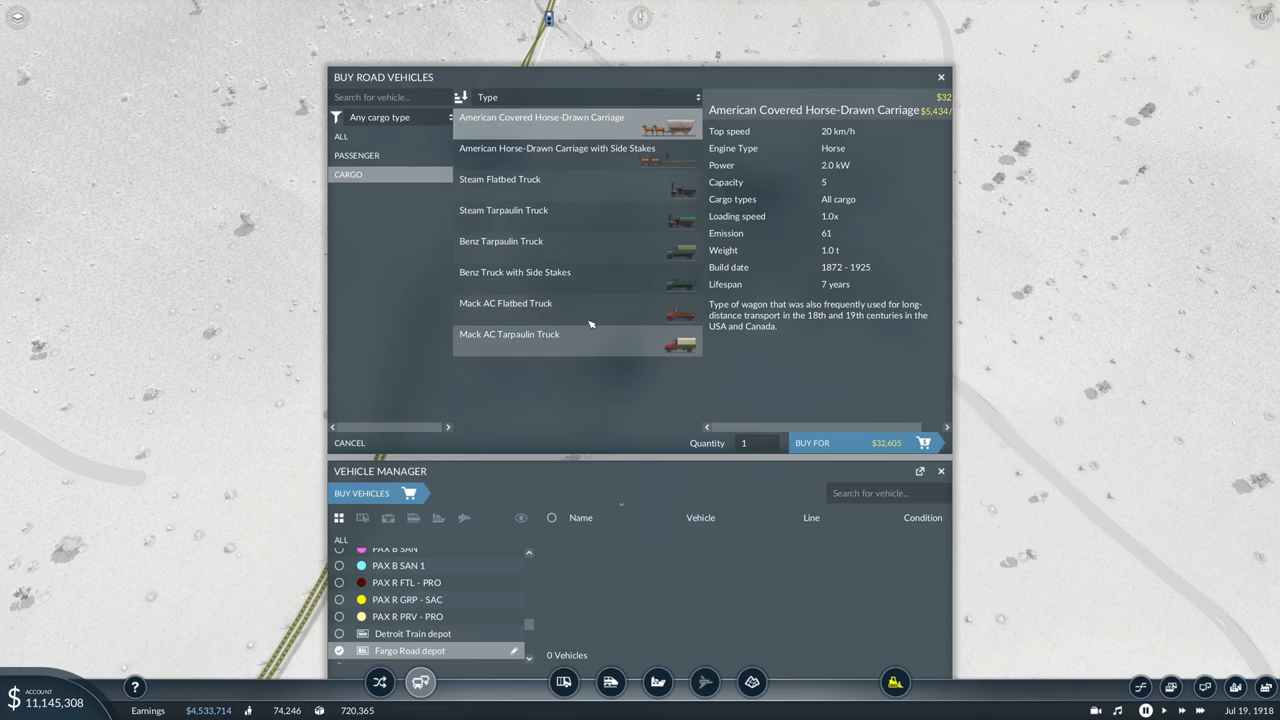 BUY ROAD VEHICLES
Search for vehicle...
Type
$32
Any cargo type
American Covered Horse-Drawn Carriage
American Covered Horse-Drawn Carriage $5,434/
ALL
Top speed 20 km/h
American Horse-Drawn Carriage with Side Stakes
Engine Type Horse
PASSENGER
Power 2.0 kW
CARGO
Steam Flatbed Truck
Capacity 5
Cargo types All cargo
Steam Tarpaulin Truck
Loading speed 1.0x
Emission 61
Benz Tarpaulin Truck
Weight 1.0 t
Build date 1872 - 1925
Benz Truck with Side Stakes
Lifespan 7 years
Mack AC Flatbed Truck
Type of wagon that was also frequently used for long-
distance transport in the 18th and 19th centuries in the
USA and Canada.
Mack AC Tarpaulin Truck
CANCEL
Quantity 1
BUY FOR $32,605
VEHICLE MANAGER
BUY VEHICLES
Search for vehicle...
Name Vehicle Line Condition
ALL
PAX B SAN
PAX B SAN 1
PAX R FTL - PRO
PAX R GRP - SAC
PAX R PRV - PRO
Detroit Train depot
Fargo Road depot
0 Vehicles
$ ACCOUNT
11,145,308
?
Earnings $4,533,714 74,246 720,365
Jul 19, 1918